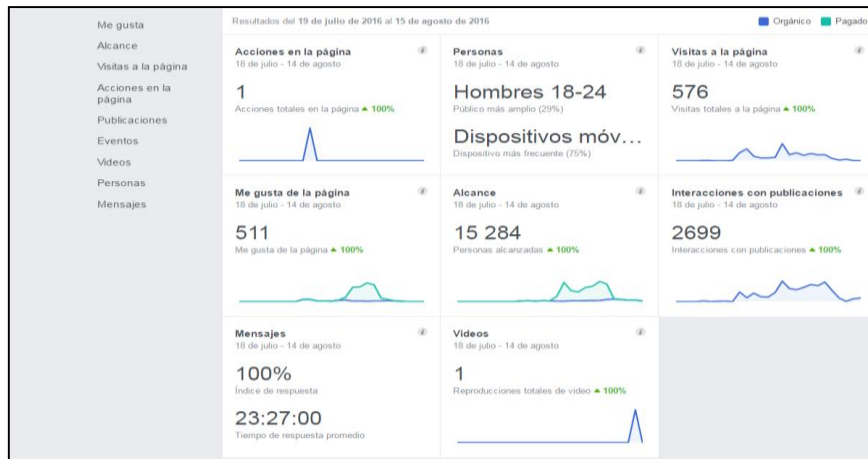 Me gusta
Alcance
Visitas a la página
Acciones en la
página
Publicaciones
Eventos
Videos
Personas
Mensajes
Resultados del 19 de julio de 2016 al 15 de agosto de 2016
Orgánico Pagado
Acciones en la página
18 de julio - 14 de agosto
1
Acciones totales en la página ▲ 100%
Personas
18 de julio - 14 de agosto
Hombres 18-24
Público más amplio (29%)
Dispositivos móv...
Dispositivo más frecuente (75%)
Visitas a la página
18 de julio - 14 de agosto
576
Visitas totales a la página ▲ 100%
Me gusta de la página
18 de julio - 14 de agosto
511
Me gusta de la página ▲ 100%
Alcance
18 de julio - 14 de agosto
15 284
Personas alcanzadas ▲ 100%
Interacciones con publicaciones
18 de julio - 14 de agosto
2699
Interacciones con publicaciones ▲ 100%
Mensajes
18 de julio - 14 de agosto
100%
Índice de respuesta
23:27:00
Tiempo de respuesta promedio
Videos
18 de julio - 14 de agosto
1
Reproducciones totales de video ▲ 100%